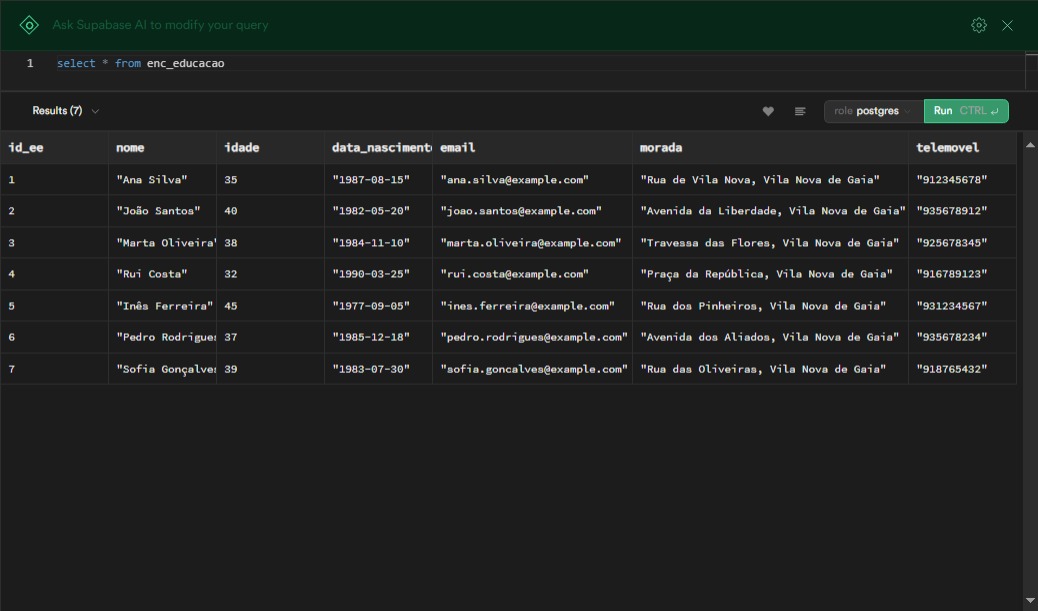 Ask Supabase AI to modify your query
1 select * from enc_educacao
Results (7) role postgres Run CTRL ↵
id_ee nome idade data_nascimento email morada telemovel
1 "Ana Silva" 35 "1987-08-15" "ana.silva@example.com" "Rua de Vila Nova, Vila Nova de Gaia" "912345678"
2 "João Santos" 40 "1982-05-20" "joao.santos@example.com" "Avenida da Liberdade, Vila Nova de Gaia" "935678912"
3 "Marta Oliveira" 38 "1984-11-10" "marta.oliveira@example.com" "Travessa das Flores, Vila Nova de Gaia" "925678345"
4 "Rui Costa" 32 "1990-03-25" "rui.costa@example.com" "Praça da República, Vila Nova de Gaia" "916789123"
5 "Inês Ferreira" 45 "1977-09-05" "ines.ferreira@example.com" "Rua dos Pinheiros, Vila Nova de Gaia" "931234567"
6 "Pedro Rodrigues 37 "1985-12-18" "pedro.rodrigues@example.com" "Avenida dos Aliados, Vila Nova de Gaia" "935678234"
7 "Sofia Gonçalves 39 "1983-07-30" "sofia.goncalves@example.com" "Rua das Oliveiras, Vila Nova de Gaia" "918765432"